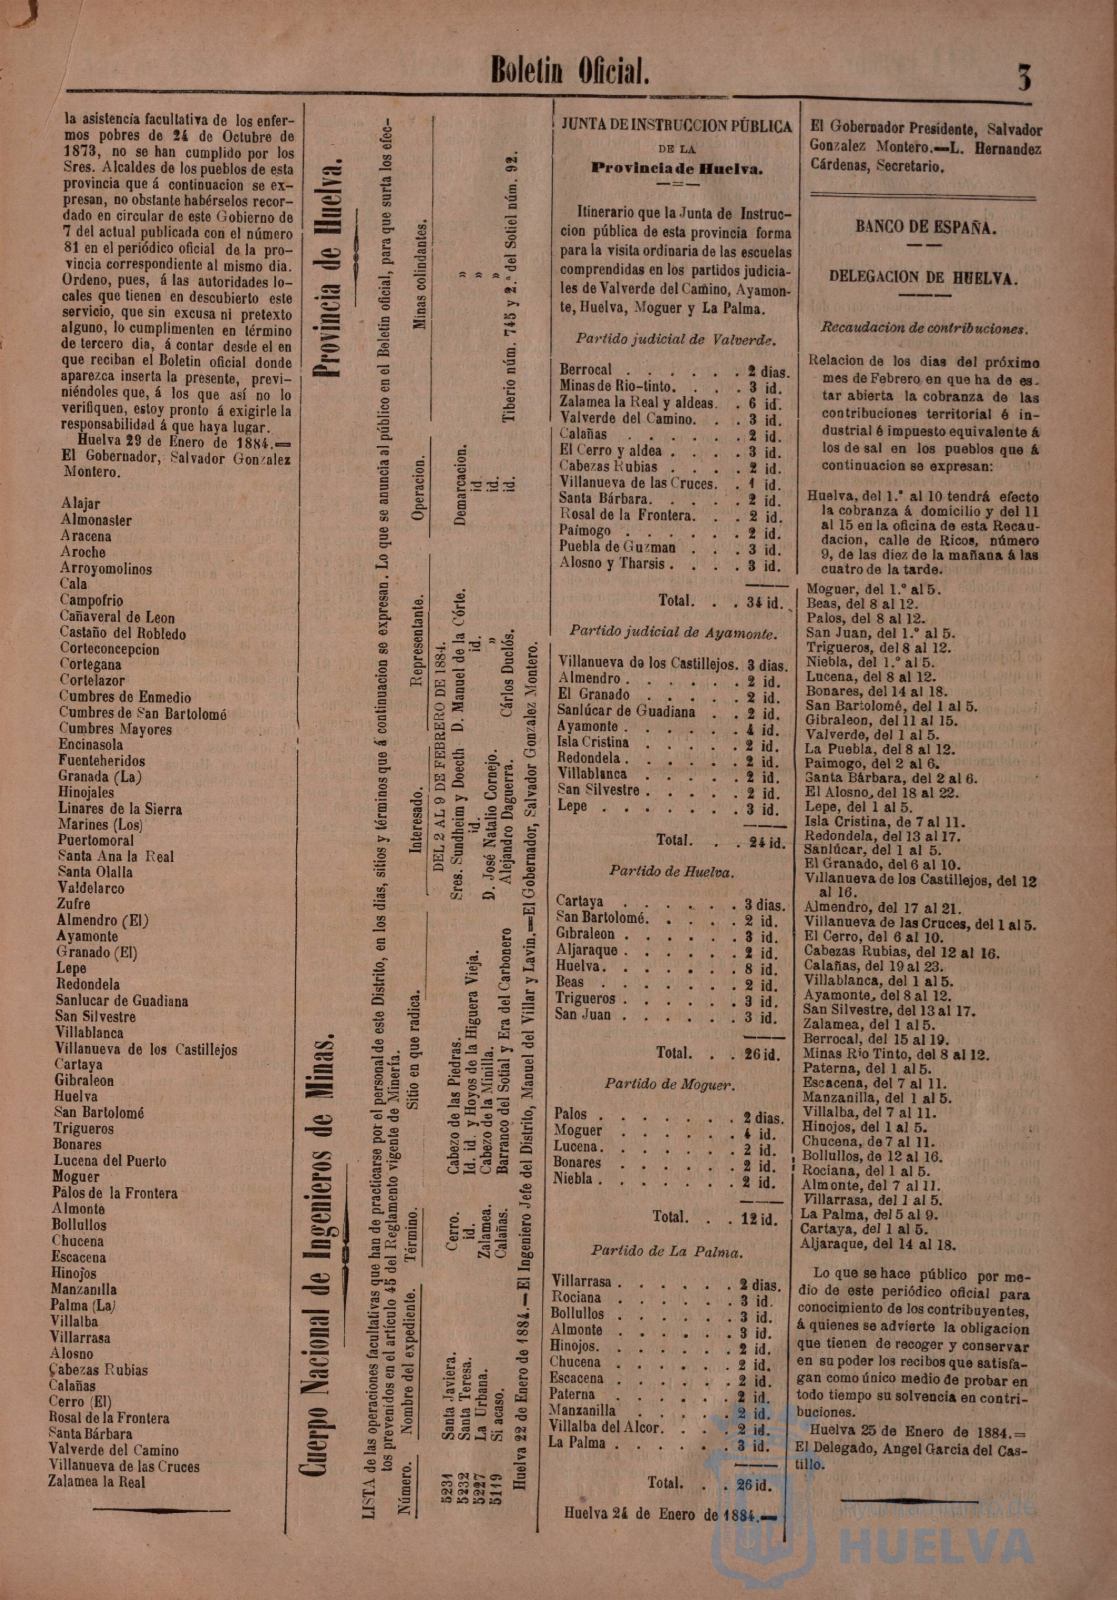 Boletin Oficial.
3
la asistencia facultativa de los enfer-
mos pobres de 24 de Octubre de
1873, no se han cumplido por los
Sres. Alcaldes de los pueblos de esta
provincia que á continuacion se ex-
presan, no obstante habérselos recor-
dado en circular de este Gobierno de
7 del actual publicada con el número
81 en el periódico oficial de la pro-
vincia correspondiente al mismo dia.
Ordeno, pues, á las autoridades lo-
cales que tienen en descubierto este
servicio, que sin excusa ni pretexto
alguno, lo cumplimenten en término
de tercero dia, á contar desde el en
que reciban el Boletin oficial donde
aparezca inserta la presente, previ-
niéndoles que, á los que así no lo
verifiquen, estoy pronto á exigirle la
responsabilidad á que haya lugar.
Huelva 29 de Enero de 1884.=
El Gobernador, Salvador Gonzalez
Montero.
Alajar
Almonaster
Aracena
Aroche
Arroyomolinos
Cala
Campofrio
Cañaveral de Leon
Castaño del Robledo
Corteconcepcion
Cortegana
Cortelazor
Cumbres de Enmedio
Cumbres de San Bartolomé
Cumbres Mayores
Encinasola
Fuenteheridos
Granada (La)
Hinojales
Linares de la Sierra
Marines (Los)
Puertomoral
Santa Ana la Real
Santa Olalla
Valdelarco
Zufre
Almendro (El)
Ayamonte
Granado (El)
Lepe
Redondela
Sanlucar de Guadiana
San Silvestre
Villablanca
Villanueva de los Castillejos
Cartaya
Gibraleon
Huelva
San Bartolomé
Trigueros
Bonares
Lucena del Puerto
Moguer
Palos de la Frontera
Almonte
Bollullos
Chucena
Escacena
Hinojos
Manzanilla
Palma (La)
Villalba
Villarrasa
Alosno
Cabezas Rubias
Calañas
Cerro (El)
Rosal de la Frontera
Santa Bárbara
Valverde del Camino
Villanueva de las Cruces
Zalamea la Real
Cuerpo Nacional de Ingenieros de Minas. Provincia de Huelva.
LISTA de las operaciones facultativas que han de practicarse por el personal de este Distrito, en los dias, sitios y términos que á continuacion se expresan. Lo que se anuncia al público en el Beletin oficial, para que surta los efec-
tos prevenidos en el artículo 45 del Reglamento vigente de Minería.
Número. Nombre del expediente. Término. Sitio en que radica. Interesado. Representante. Operacion. Minas colindantes.
DEL 2 AL 9 DE FEBRERO DE 1884.
5231 Santa Javiera. Cerro. Cabezo de las Piedras. Sres. Sundheim y Doecth D. Manuel de la Córte. Demarcacion. »
5232 Santa Teresa. id. Id. id. y Hoyos de la Higuera Vieja. id. id. id »
5227 La Urbana. Zalamea. Cabezo de la Minilla. D. José Natalio Cornejo. » id. »
5119 Si acaso. Calañas. Barranco del Sotial y Era del Carbonero Alejandro Daguerra. Cárlos Duclós. id. Tiberio núm. 745 y 2.ª del Sotiel núm. 92.
Huelva 22 de Enero de 1884.—El Ingeniero Jefe del Distrito, Manuel del Villar y Lavin.—El Gobernador, Salvador Gonzalez Montero.
JUNTA DE INSTRUCCION PÚBLICA
DE LA
Provincia de Huelva.
Itinerario que la Junta de Instruc-
cion pública de esta provincia forma
para la visita ordinaria de las escuelas
comprendidas en los partidos judicia-
les de Valverde del Camino, Ayamon-
te, Huelva, Moguer y La Palma.
Partido judicial de Valverde.
Berrocal . . . . . . 2 dias.
Minas de Rio-tinto. . . . 3 id.
Zalamea la Real y aldeas. . 6 id.
Valverde del Camino. . . 3 id.
Calañas . . . . . . 2 id.
El Cerro y aldea . . . . 3 id.
Cabezas Rubias . . . . 2 id.
Villanueva de las Cruces. . 1 id.
Santa Bárbara. . . . . 2 id.
Rosal de la Frontera. . . 2 id.
Paimogo . . . . . . 2 id.
Puebla de Guzman . . . 3 id.
Alosno y Tharsis . . . . 3 id.
Total. . . 34 id.
Partido judicial de Ayamonte.
Villanueva de los Castillejos. 3 dias.
Almendro . . . . . . 2 id.
El Granado . . . . . 2 id.
Sanlúcar de Guadiana . . 2 id.
Ayamonte . . . . . . 4 id.
Isla Cristina . . . . . 2 id.
Redondela . . . . . . 2 id.
Villablanca . . . . . 2 id.
San Silvestre . . . . . 2 id.
Lepe . . . . . . . 3 id.
Total. . . 24 id.
Partido de Huelva.
Cartaya . . . . . . 3 dias.
San Bartolomé. . . . . 2 id.
Gibraleon . . . . . . 3 id.
Aljaraque . . . . . . 2 id.
Huelva. . . . . . . 8 id.
Beas . . . . . . . 2 id.
Trigueros . . . . . . 3 id.
San Juan . . . . . . 3 id.
Total. . . 26 id.
Partido de Moguer.
Palos . . . . . . . 2 dias.
Moguer . . . . . . 4 id.
Lucena. . . . . . . 2 id.
Bonares . . . . . . 2 id.
Niebla . . . . . . . 2 id.
Total. . . 12 id.
Partido de La Palma.
Villarrasa . . . . . . 2 dias.
Rociana . . . . . . 3 id.
Bollullos . . . . . . 3 id.
Almonte . . . . . . 3 id.
Hinojos. . . . . . . 2 id.
Chucena . . . . . . 2 id.
Escacena . . . . . . 2 id.
Paterna . . . . . . 2 id.
Manzanilla . . . . . 2 id.
Villalba del Alcor. . . . 2 id.
La Palma . . . . . . 3 id.
Total. . . 26 id.
Huelva 24 de Enero de 1884.—
El Gobernador Presidente, Salvador
Gonzalez Montero.—L. Hernandez
Cárdenas, Secretario.
BANCO DE ESPAÑA.
DELEGACION DE HUELVA.
Recaudacion de contribuciones.
Relacion de los dias del próximo
mes de Febrero en que ha de es-
tar abierta la cobranza de las
contribuciones territorial é in-
dustrial é impuesto equivalente á
los de sal en los pueblos que á
continuacion se expresan:
Huelva, del 1.º al 10 tendrá efecto
la cobranza á domicilio y del 11
al 15 en la oficina de esta Recau-
dacion, calle de Ricos, número
9, de las diez de la mañana á las
cuatro de la tarde.
Moguer, del 1.º al 5.
Beas, del 8 al 12.
Palos, del 8 al 12.
San Juan, del 1.º al 5.
Trigueros, del 8 al 12.
Niebla, del 1.º al 5.
Lucena, del 8 al 12.
Bonares, del 14 al 18.
San Bartolomé, del 1 al 5.
Gibraleon, del 11 al 15.
Valverde, del 1 al 5.
La Puebla, del 8 al 12.
Paimogo, del 2 al 6.
Santa Bárbara, del 2 al 6.
El Alosno, del 18 al 22.
Lepe, del 1 al 5.
Isla Cristina, de 7 al 11.
Redondela, del 13 al 17.
Sanlúcar, del 1 al 5.
El Granado, del 6 al 10.
Villanueva de los Castillejos, del 12
al 16.
Almendro, del 17 al 21.
Villanueva de las Cruces, del 1 al 5.
El Cerro, del 6 al 10.
Cabezas Rubias, del 12 al 16.
Calañas, del 19 al 23.
Villablanca, del 1 al 5.
Ayamonte, del 8 al 12.
San Silvestre, del 13 al 17.
Zalamea, del 1 al 5.
Berrocal, del 15 al 19.
Minas Rio Tinto, del 8 al 12.
Paterna, del 1 al 5.
Escacena, del 7 al 11.
Manzanilla, del 1 al 5.
Villalba, del 7 al 11.
Hinojos, del 1 al 5.
Chucena, de 7 al 11.
Bollullos, de 12 al 16.
Rociana, del 1 al 5.
Almonte, del 7 al 11.
Villarrasa, del 1 al 5.
La Palma, del 5 al 9.
Cartaya, del 1 al 5.
Aljaraque, del 14 al 18.
Lo que se hace público por me-
dio de este periódico oficial para
conocimiento de los contribuyentes,
á quienes se advierte la obligacion
que tienen de recoger y conservar
en su poder los recibos que satisfa-
gan como único medio de probar en
todo tiempo su solvencia en contri-
buciones.
Huelva 25 de Enero de 1884.=
El Delegado, Angel Garcia del Cas-
tillo.
Ayuntamiento de
HUELVA